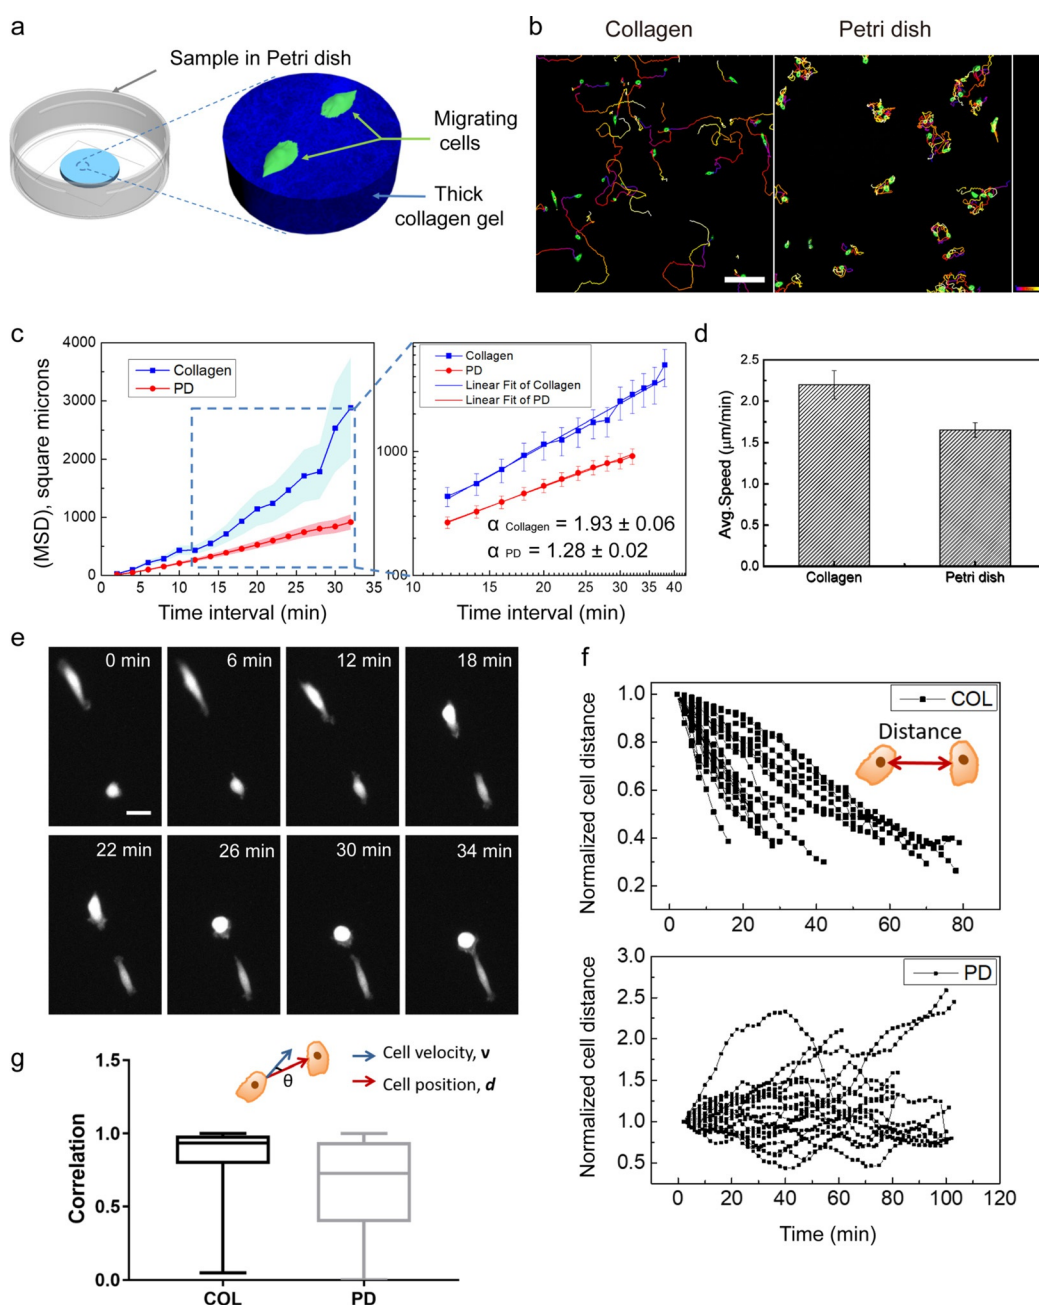 a
Sample in Petri dish
Migrating
cells
Thick
collagen gel
b
Collagen
Petri dish
c
(MSD), square microns
4000
3000
2000
1000
0
0
5
10
15
20
25
30
35
Time interval (min)
Collagen
PD
Collagen
PD
Linear Fit of Collagen
Linear Fit of PD
1000
100
α Collagen = 1.93 ± 0.06
α PD = 1.28 ± 0.02
10
15
20
25
30
35
40
Time interval (min)
d
Avg.Speed (μm/min)
2.5
2.0
1.5
1.0
0.5
0.0
Collagen
Petri dish
e
0 min
6 min
12 min
18 min
22 min
26 min
30 min
34 min
f
Normalized cell distance
1.0
0.8
0.6
0.4
0.2
COL
Distance
0
20
40
60
80
Normalized cell distance
3.0
2.5
2.0
1.5
1.0
0.5
PD
0
20
40
60
80
100
120
Time (min)
g
Correlation
1.5
1.0
0.5
0.0
θ
Cell velocity, v
Cell position, d
COL
PD